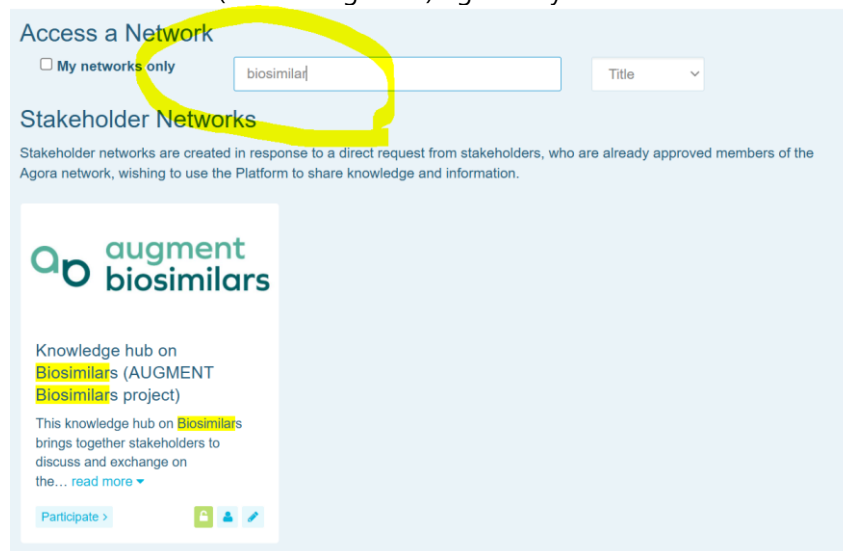 Access a Network
My networks only
biosimilar
Title
Stakeholder Networks
Stakeholder networks are created in response to a direct request from stakeholders, who are already approved members of the
Agora network, wishing to use the Platform to share knowledge and information.
augment
biosimilars
Knowledge hub on
Biosimilars (AUGMENT
Biosimilars project)
This knowledge hub on Biosimilars
brings together stakeholders to
discuss and exchange on
the... read more
Participate >